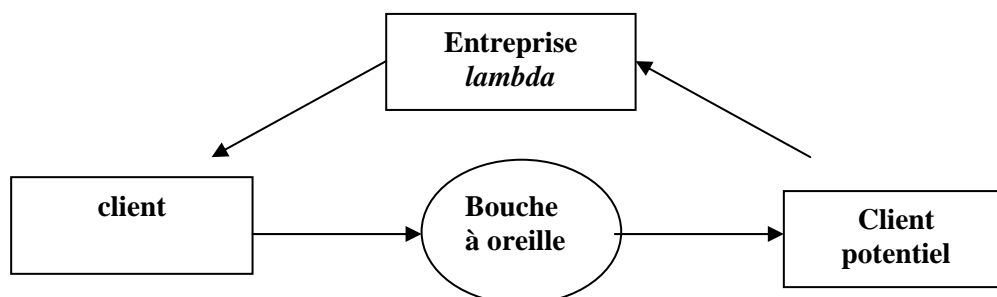 Entreprise
lambda
client
Bouche
à oreille
Client
potentiel